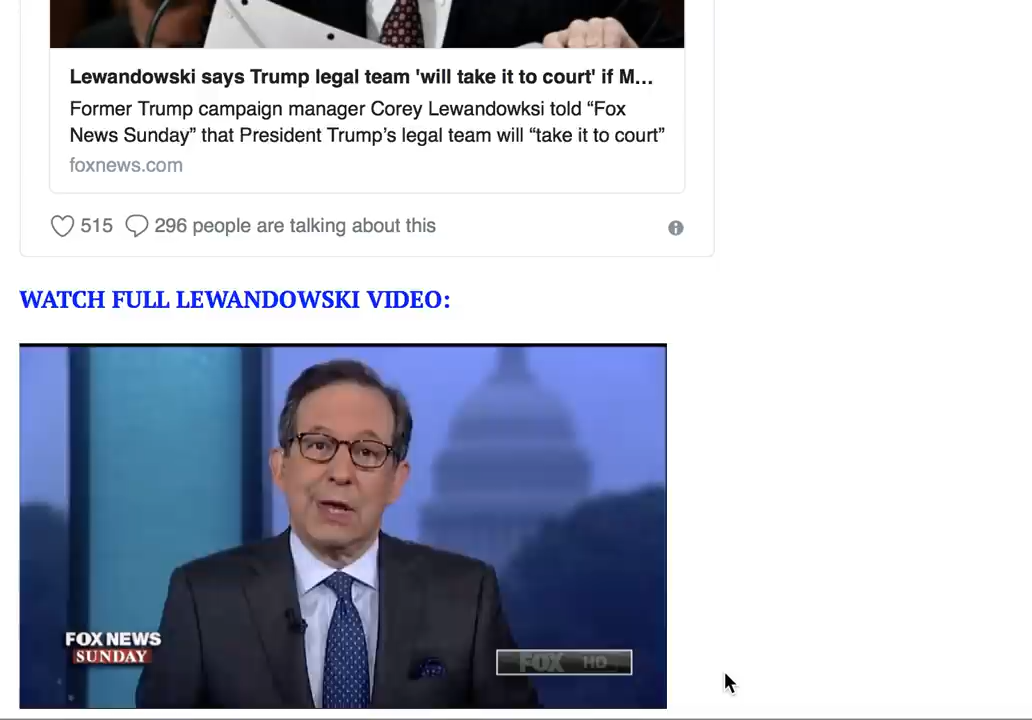 Lewandowski says Trump legal team 'will take it to court' if M...
Former Trump campaign manager Corey Lewandowksi told “Fox
News Sunday” that President Trump’s legal team will “take it to court”
foxnews.com
515 296 people are talking about this
WATCH FULL LEWANDOWSKI VIDEO:
FOX NEWS
SUNDAY
FOX HD